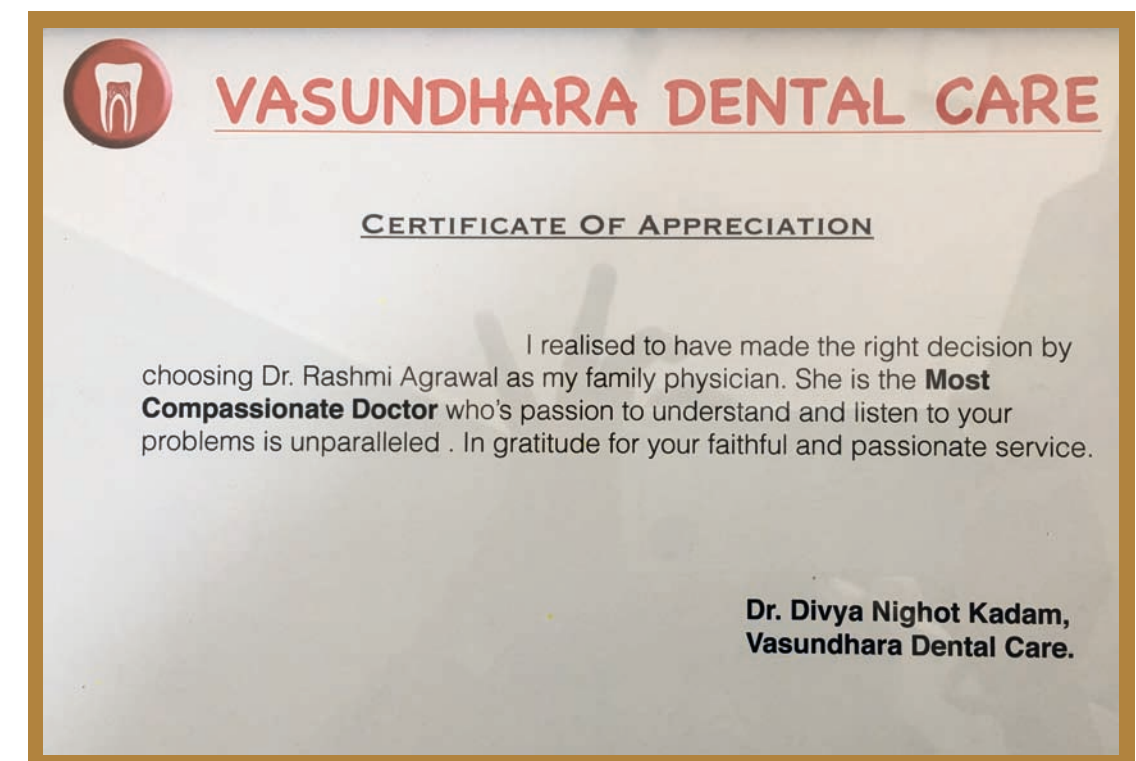 VASUNDHARA DENTAL CARE
CERTIFICATE OF APPRECIATION
I realised to have made the right decision by
choosing Dr. Rashmi Agrawal as my family physician. She is the Most
Compassionate Doctor who's passion to understand and listen to your
problems is unparalleled . In gratitude for your faithful and passionate service.
Dr. Divya Nighot Kadam,
Vasundhara Dental Care.